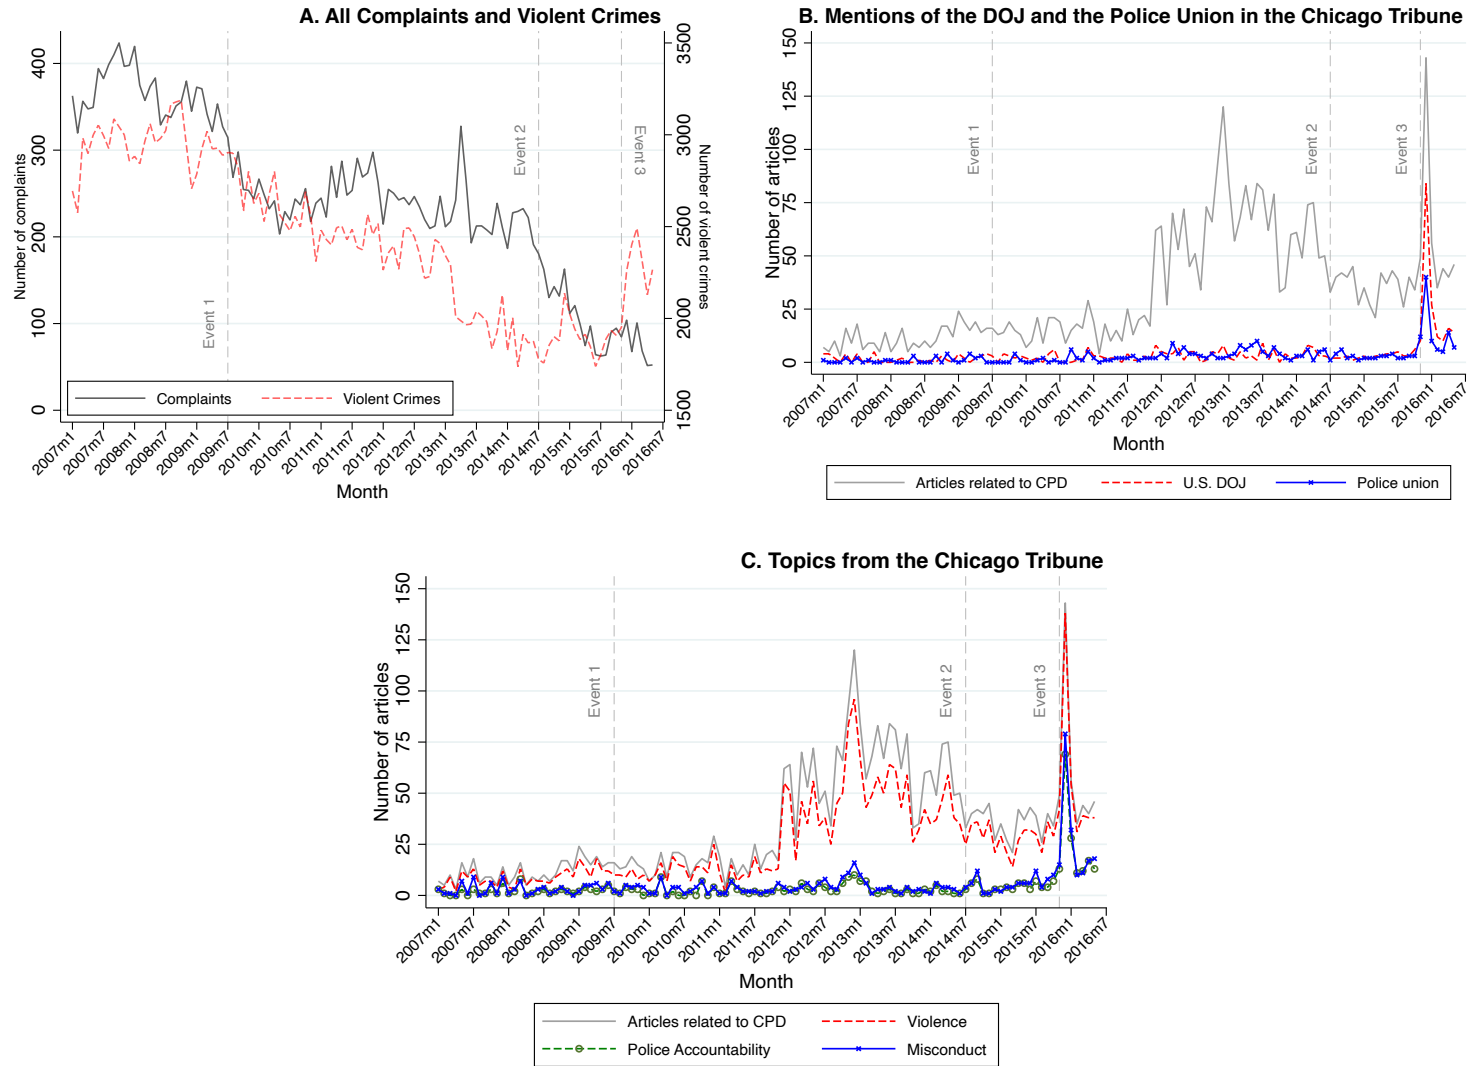 A. All Complaints and Violent Crimes
Number of complaints
400
300
200
100
0
3500
3000
2500
2000
1500
Number of violent crimes
Event 1
Event 2
Event 3
Complaints
Violent Crimes
2007m1
2007m7
2008m1
2008m7
2009m1
2009m7
2010m1
2010m7
2011m1
2011m7
2012m1
2012m7
2013m1
2013m7
2014m1
2014m7
2015m1
2015m7
2016m1
2016m7
Month
B. Mentions of the DOJ and the Police Union in the Chicago Tribune
Number of articles
150
125
100
75
50
25
0
Event 1
Event 2
Event 3
2007m1
2007m7
2008m1
2008m7
2009m1
2009m7
2010m1
2010m7
2011m1
2011m7
2012m1
2012m7
2013m1
2013m7
2014m1
2014m7
2015m1
2015m7
2016m1
2016m7
Month
Articles related to CPD
U.S. DOJ
Police union
C. Topics from the Chicago Tribune
Number of articles
150
125
100
75
50
25
0
Event 1
Event 2
Event 3
2007m1
2007m7
2008m1
2008m7
2009m1
2009m7
2010m1
2010m7
2011m1
2011m7
2012m1
2012m7
2013m1
2013m7
2014m1
2014m7
2015m1
2015m7
2016m1
2016m7
Month
Articles related to CPD
Violence
Police Accountability
Misconduct